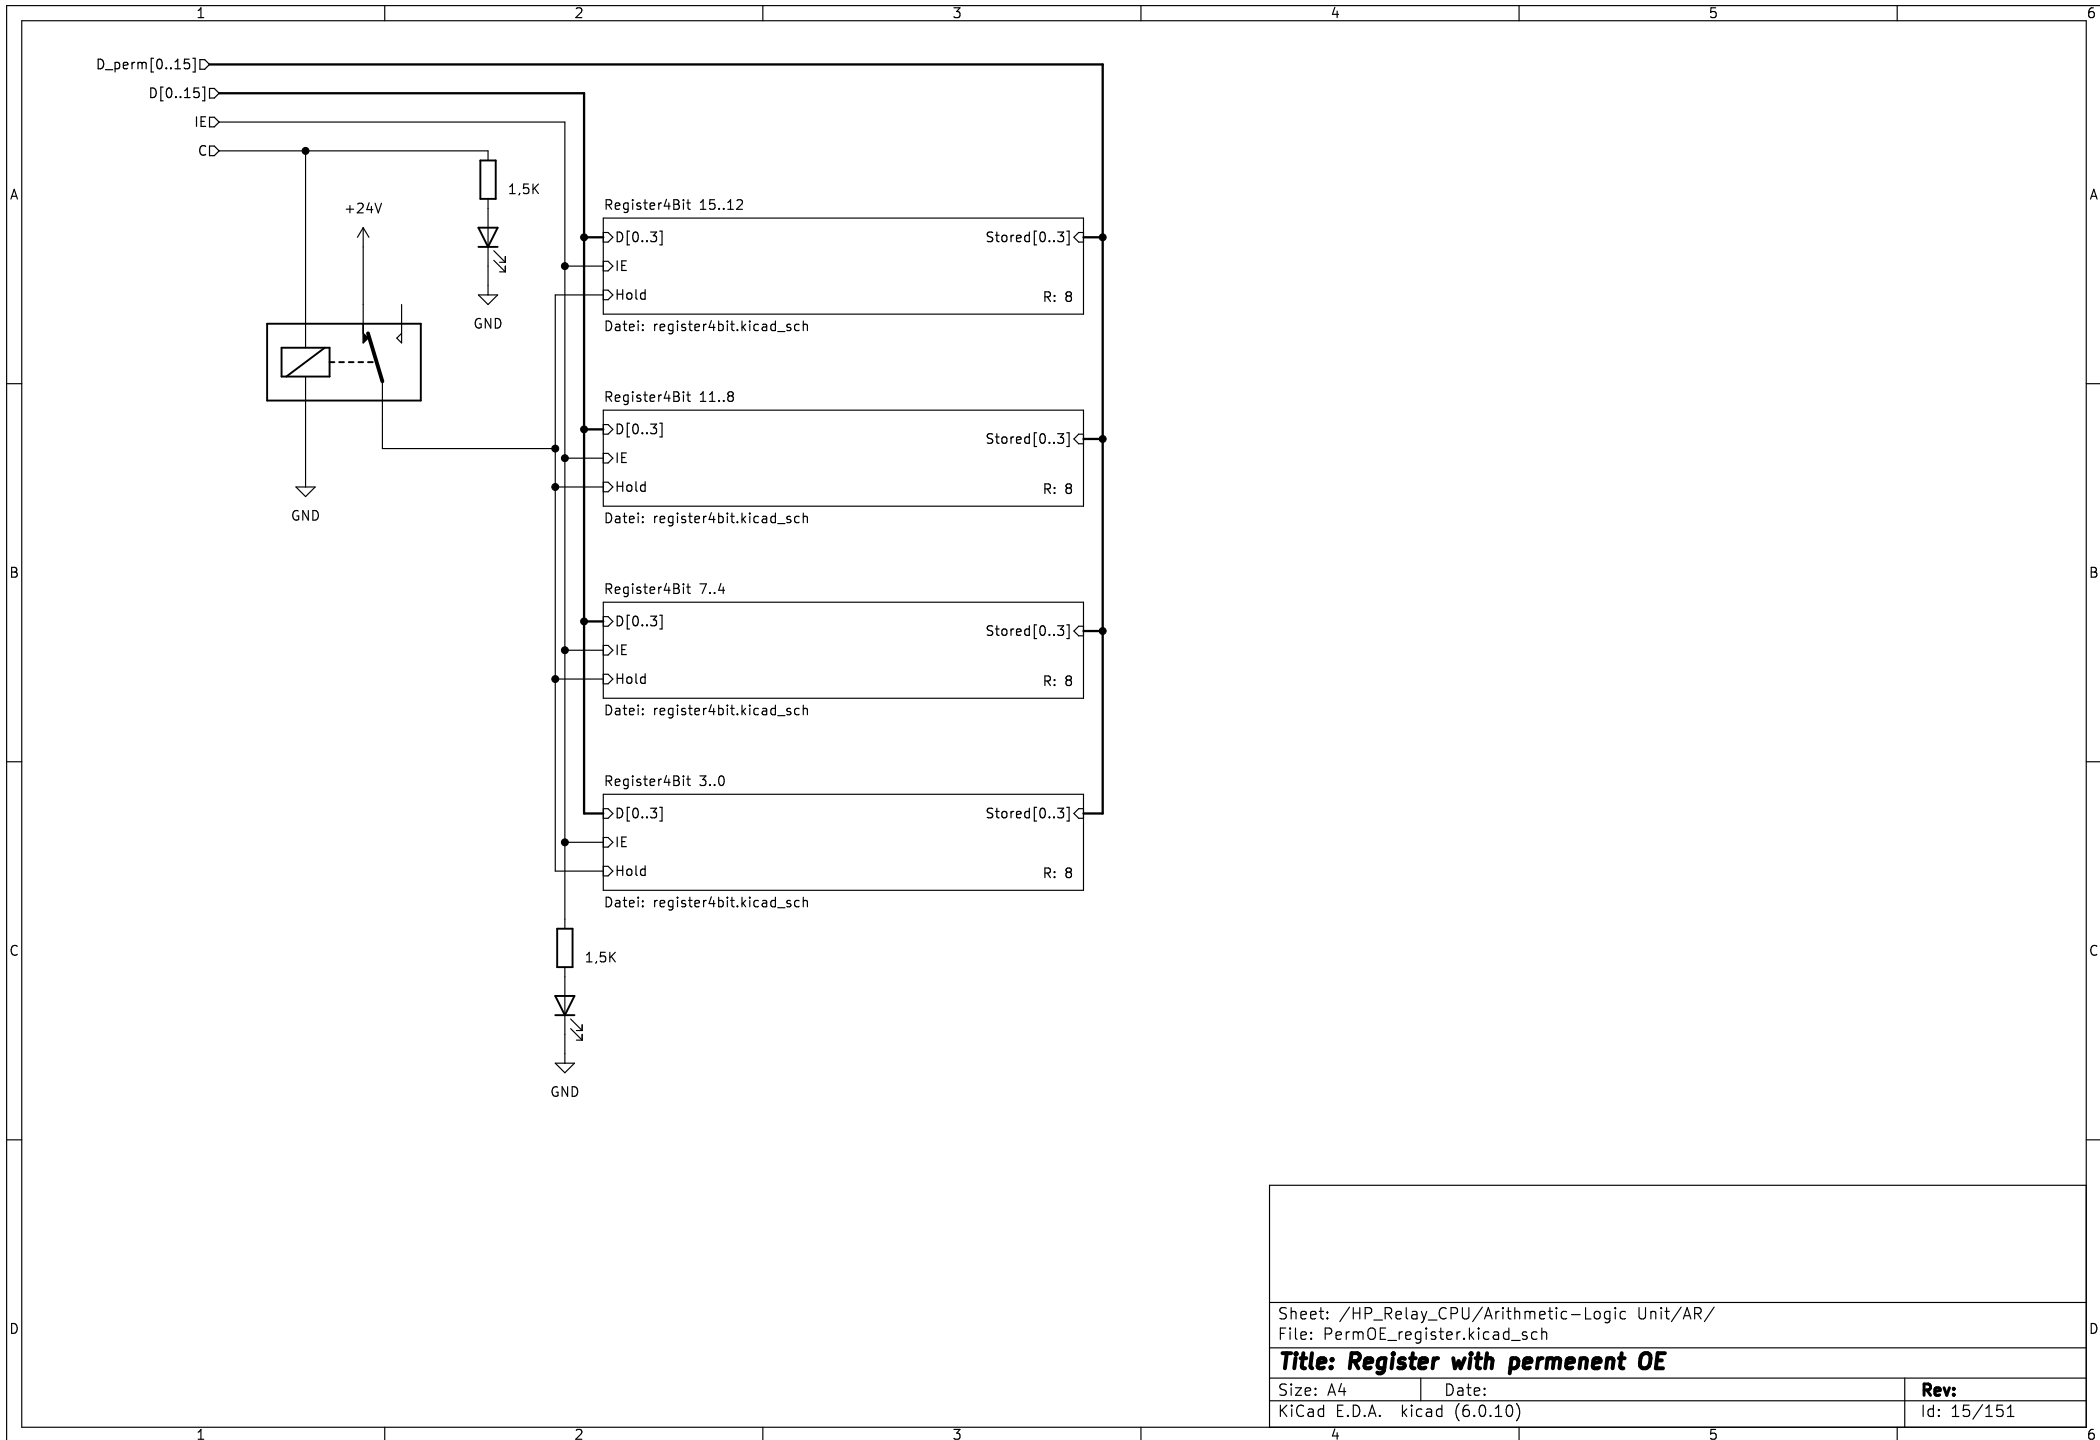 1 2 3 4 5 6
D_perm[0..15]
D[0..15]
IE
C
A A
1,5K
+24V
Register4Bit 15..12
D[0..3] Stored[0..3]
IE
Hold R: 8
GND
Datei: register4bit.kicad_sch
Register4Bit 11..8
D[0..3] Stored[0..3]
IE
Hold R: 8
GND
Datei: register4bit.kicad_sch
B B
Register4Bit 7..4
D[0..3] Stored[0..3]
IE
Hold R: 8
Datei: register4bit.kicad_sch
Register4Bit 3..0
D[0..3] Stored[0..3]
IE
Hold R: 8
Datei: register4bit.kicad_sch
C C
1,5K
GND
Sheet: /HP_Relay_CPU/Arithmetic-Logic Unit/AR/
D D
File: PermOE_register.kicad_sch
Title: Register with permenent OE
Size: A4 Date: Rev:
KiCad E.D.A. kicad (6.0.10) Id: 15/151
1 2 3 4 5 6